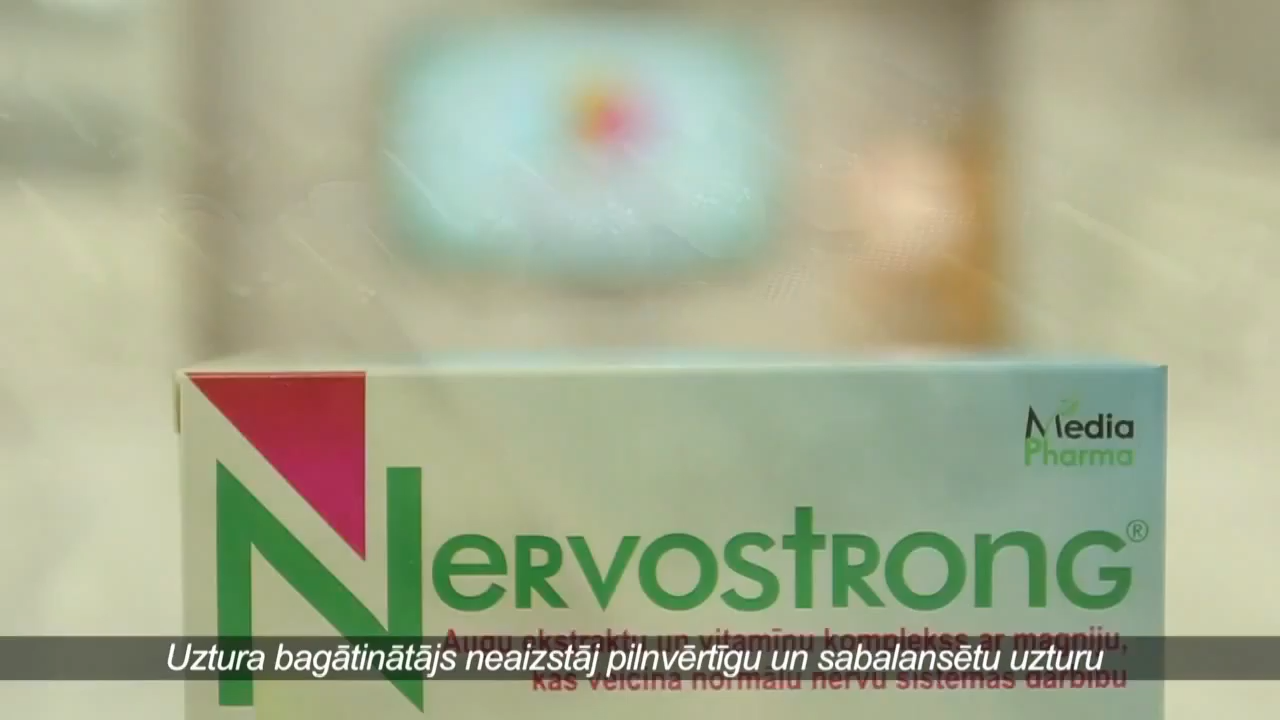 Media
Pharma
NERVOSTRONG®
Augu ekstraktu un vitamīnu komplekss ar magniju,
Uztura bagātinātājs neaizstāj pilnvērtīgu un sabalansētu uzturu
kas veicina normālu nervu sistēmas darbību